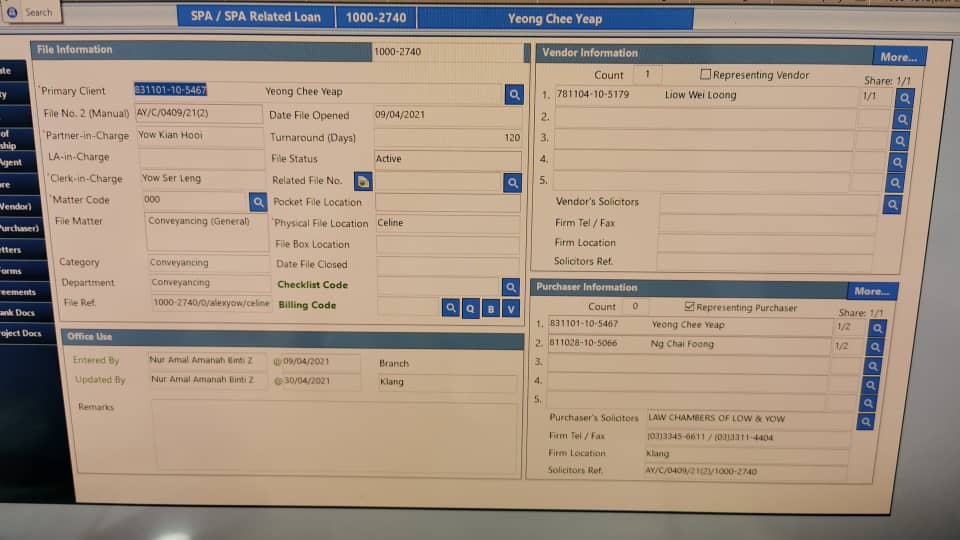 Search
SPA / SPA Related Loan 1000-2740 Yeong Chee Yeap
File Information 1000-2740
*Primary Client 831101-10-5467 Yeong Chee Yeap
File No. 2 (Manual) AY/C/0409/21(2) Date File Opened 09/04/2021
*Partner-in-Charge Yow Kian Hooi Turnaround (Days) 120
LA-in-Charge File Status Active
*Clerk-in-Charge Yow Ser Leng Related File No.
*Matter Code 000 Pocket File Location
File Matter Conveyancing (General) *Physical File Location Celine
File Box Location
Category Conveyancing Date File Closed
Department Conveyancing Checklist Code
File Ref. 1000-2740/0/alexyow/celine Billing Code Q B V
Office Use
Entered By Nur Amal Amanah Binti Z @ 09/04/2021 Branch
Updated By Nur Amal Amanah Binti Z @ 30/04/2021 Klang
Remarks
Vendor Information More...
Count 1 Representing Vendor Share: 1/1
1. 781104-10-5179 Liow Wei Loong 1/1
2.
3.
4.
5.
Vendor's Solicitors
Firm Tel / Fax
Firm Location
Solicitors Ref.
Purchaser Information More...
Count 0 Representing Purchaser Share: 1/1
1. 831101-10-5467 Yeong Chee Yeap 1/2
2. 811028-10-5066 Ng Chai Foong 1/2
3.
4.
5.
Purchaser's Solicitors LAW CHAMBERS OF LOW & YOW
Firm Tel / Fax (03)3345-6611 / (03)3311-4404
Firm Location Klang
Solicitors Ref. AY/C/0409/21(2)/1000-2740
ate
ty
of
ship
Agent
re
Vendor)
urchaser)
tters
orms
reements
ank Docs
oject Docs